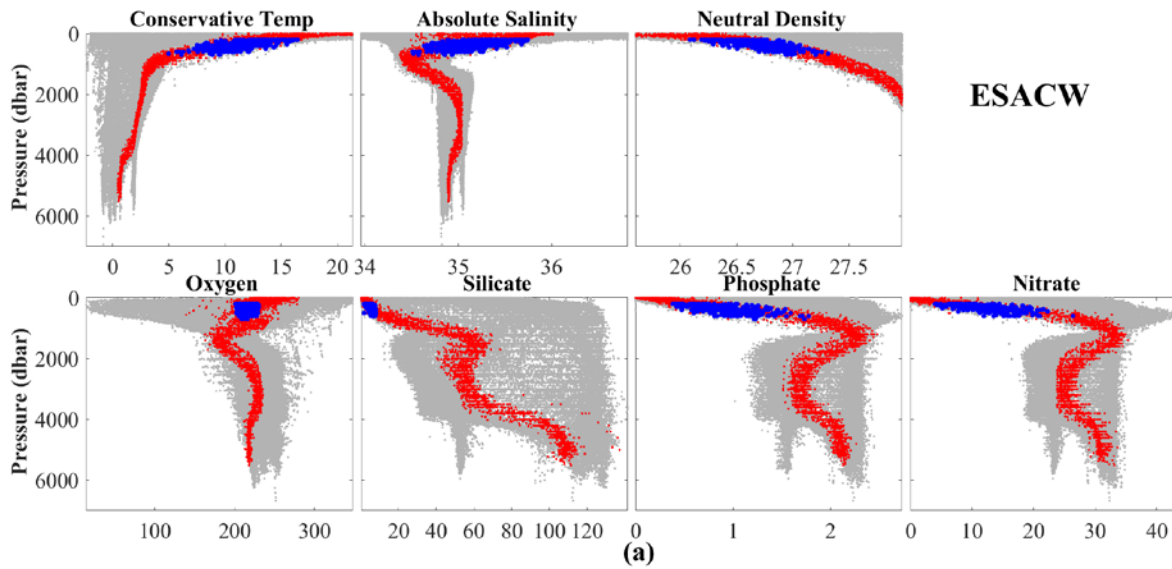 Conservative Temp Absolute Salinity Neutral Density
0
2000
4000
6000
Pressure (dbar)
ESACW
0 5 10 15 20 34 35 36 26 26.5 27 27.5
Oxygen Silicate Phosphate Nitrate
0
2000
4000
6000
Pressure (dbar)
100 200 300 20 40 60 80 100 120 0 1 2 0 10 20 30 40
(a)